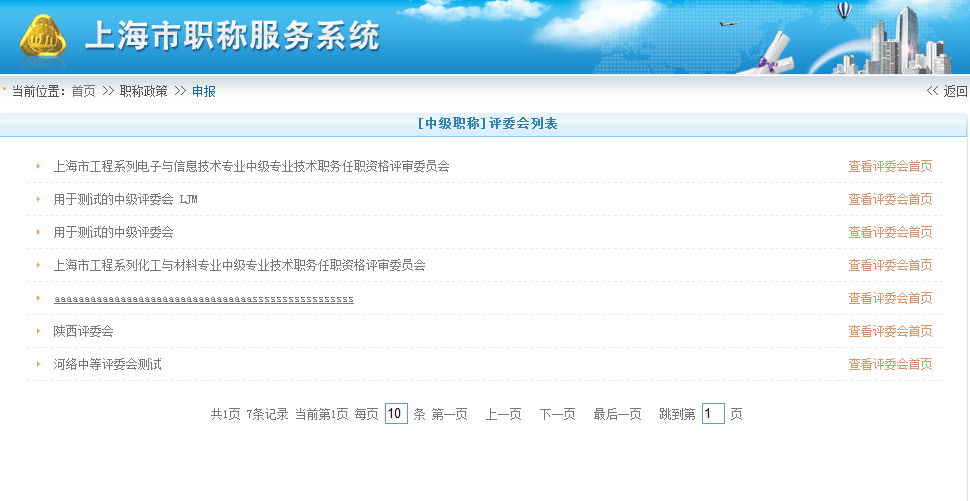 上海市职称服务系统
当前位置：首页 >> 职称政策 >> 申报
<< 返回
[中级职称]评委会列表
上海市工程系列电子与信息技术专业中级专业技术职务任职资格评审委员会 查看评委会首页
用于测试的中级评委会 LJM 查看评委会首页
用于测试的中级评委会 查看评委会首页
上海市工程系列化工与材料专业中级专业技术职务任职资格评审委员会 查看评委会首页
查看评委会首页
陕西评委会 查看评委会首页
河络中等评委会测试 查看评委会首页
共1页 7条记录 当前第1页 每页 10 条 第一页 上一页 下一页 最后一页 跳到第 1 页